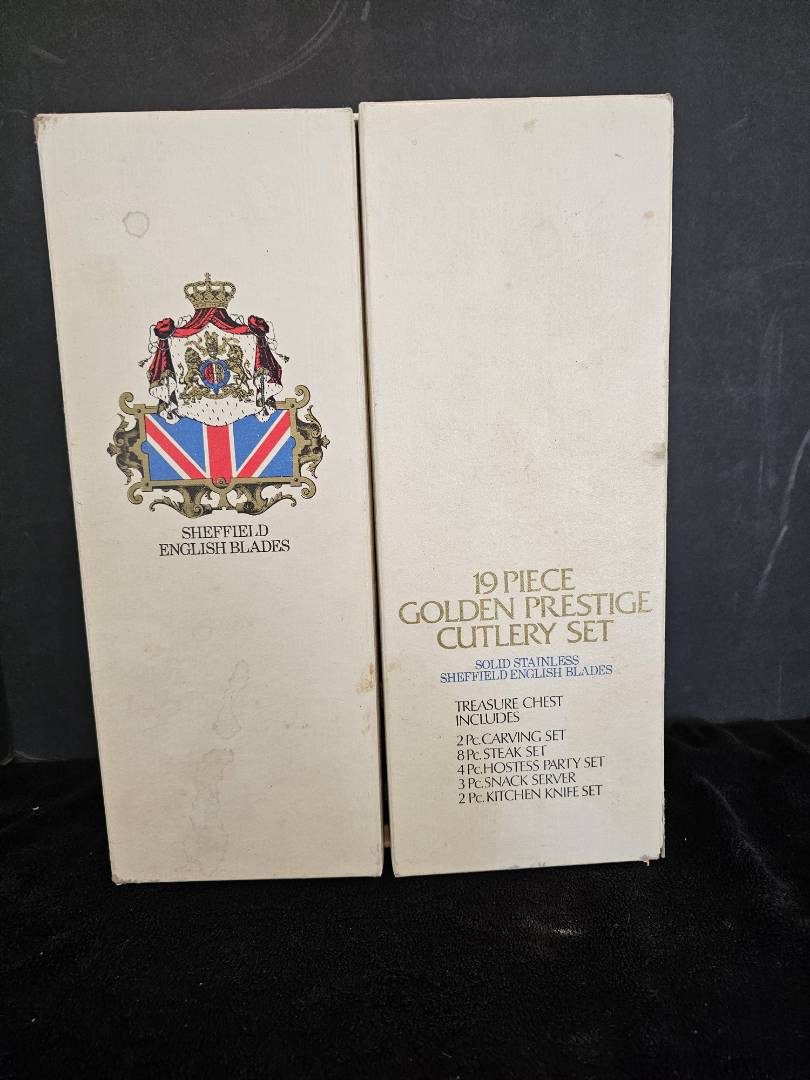 SHEFFIELD
ENGLISH BLADES
19 PIECE
GOLDEN PRESTIGE
CUTLERY SET
SOLID STAINLESS
SHEFFIELD ENGLISH BLADES
TREASURE CHEST
INCLUDES
2 Pc. CARVING SET
8 Pc. STEAK SET
4 Pc. HOSTESS PARTY SET
3 Pc. SNACK SERVER
2 Pc. KITCHEN KNIFE SET